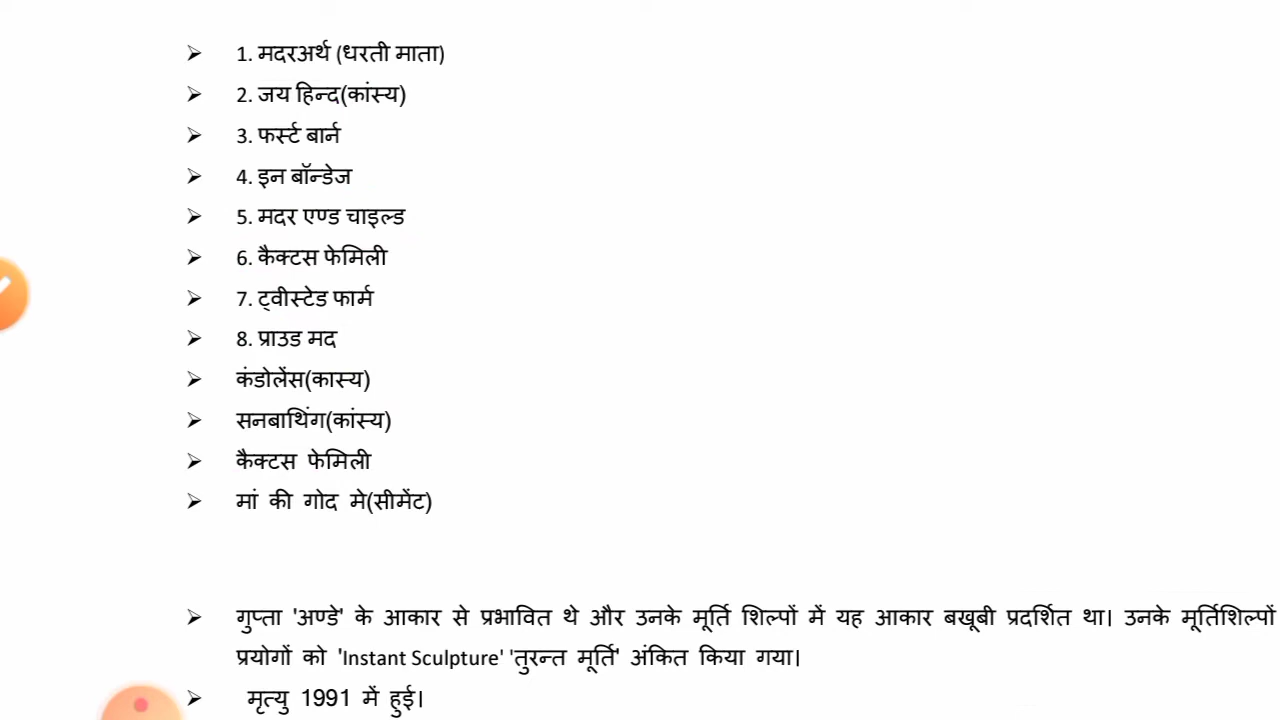 ➢ 1. मदरअर्थ (धरती माता)
➢ 2. जय हिन्द(कांस्य)
➢ 3. फर्स्ट बार्न
➢ 4. इन बॉन्डेज
➢ 5. मदर एण्ड चाइल्ड
➢ 6. कैक्टस फेमिली
➢ 7. ट्वीस्टेड फार्म
➢ 8. प्राउड मद
➢ कंडोलेंस(कास्य)
➢ सनबाथिंग(कांस्य)
➢ कैक्टस फेमिली
➢ मां की गोद मे(सीमेंट)
➢ गुप्ता 'अण्डे' के आकार से प्रभावित थे और उनके मूर्ति शिल्पों में यह आकार बखूबी प्रदर्शित था। उनके मूर्तिशिल्पों
प्रयोगों को 'Instant Sculpture' 'तुरन्त मूर्ति' अंकित किया गया।
➢ मृत्यु 1991 में हुई।